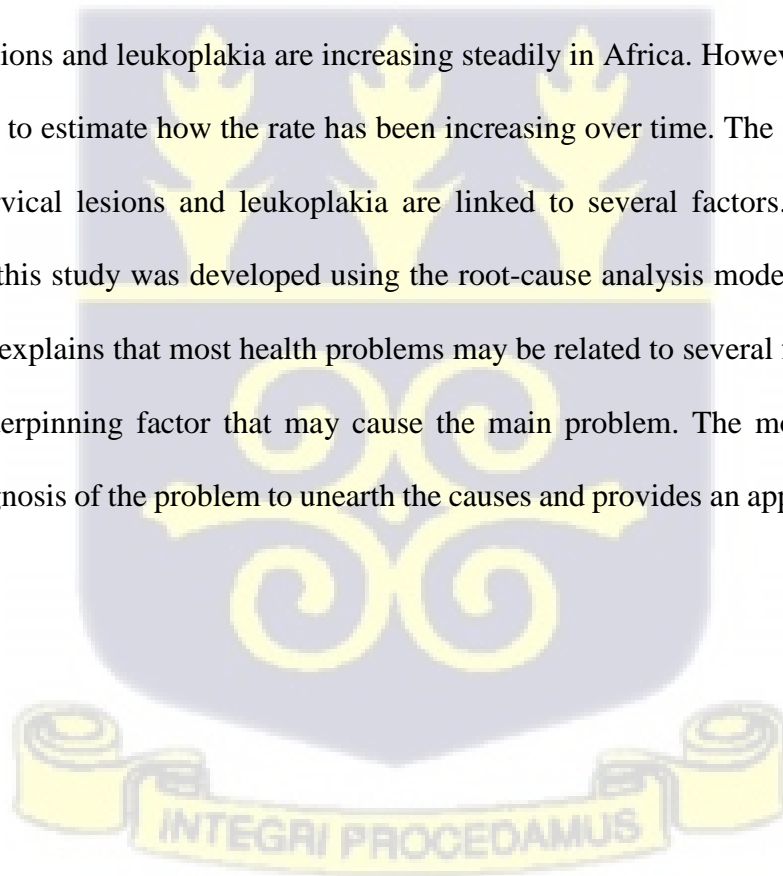 ions and leukoplakia are increasing steadily in Africa. Howev
to estimate how the rate has been increasing over time. The
rvical lesions and leukoplakia are linked to several factors.
this study was developed using the root-cause analysis mode
explains that most health problems may be related to several
erpinning factor that may cause the main problem. The mo
gnosis of the problem to unearth the causes and provides an app
INTEGRI PROCEDAMUS